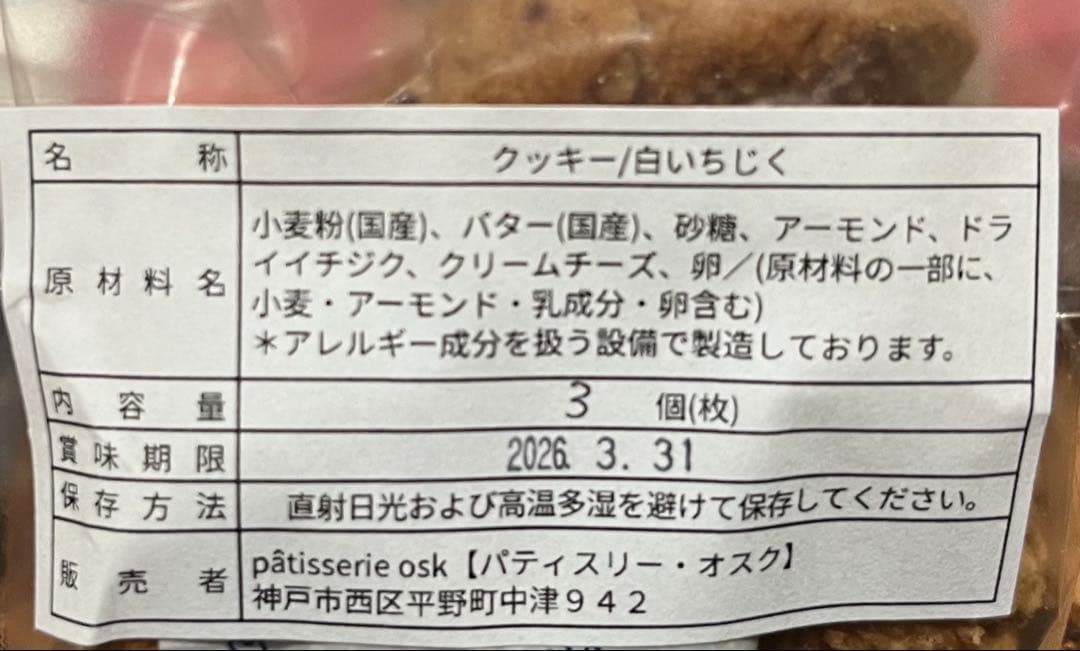 名称 クッキー/白いちじく
原材料名 小麦粉(国産)、バター(国産)、砂糖、アーモンド、ドラ
イイチジク、クリームチーズ、卵／(原材料の一部に、
小麦・アーモンド・乳成分・卵含む)
＊アレルギー成分を扱う設備で製造しております。
内容量 3 個(枚)
賞味期限 2026. 3. 31
保存方法 直射日光および高温多湿を避けて保存してください。
販売者 pâtisserie osk【パティスリー・オスク】
神戸市西区平野町中津９４２